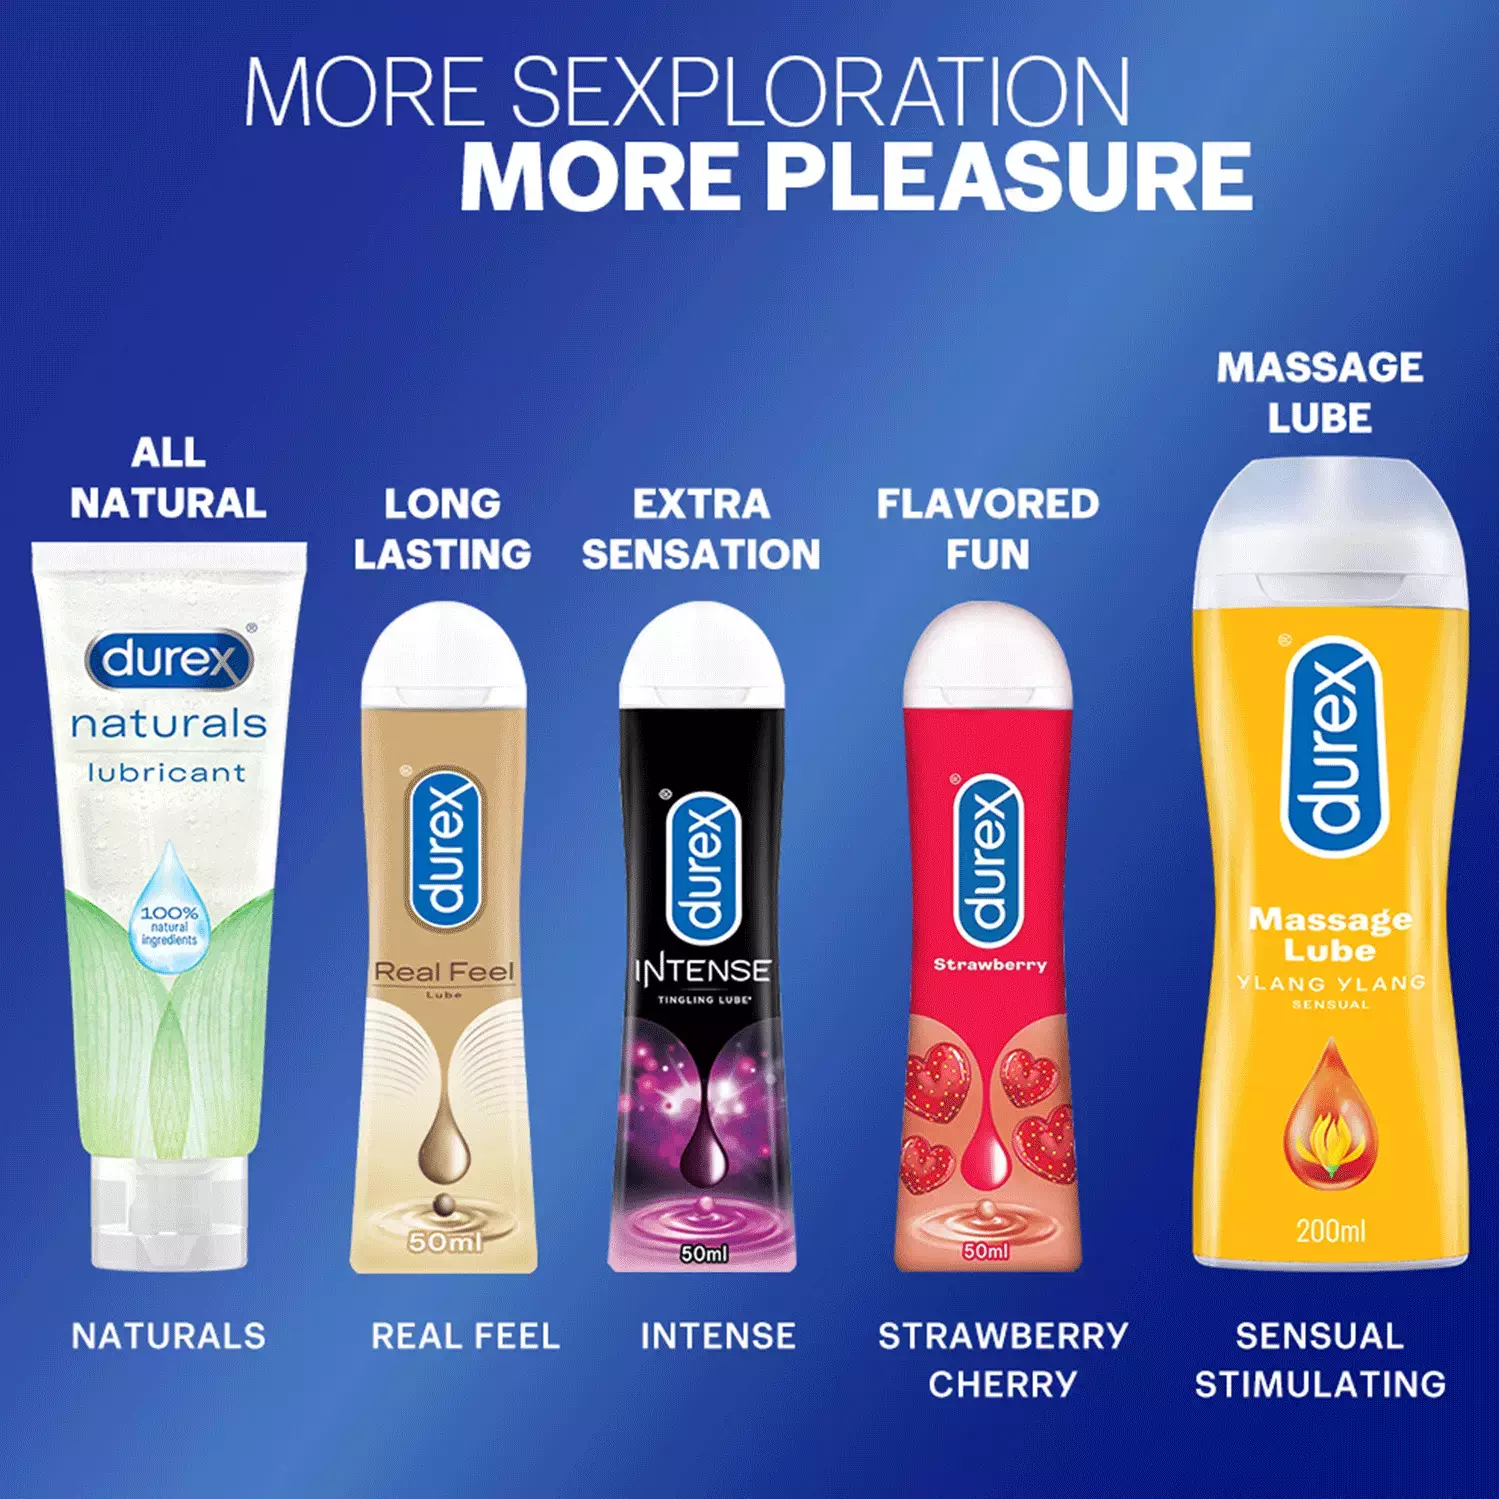 MORE SEXPLORATION
MORE PLEASURE
ALL
NATURAL
LONG
LASTING
EXTRA
SENSATION
FLAVORED
FUN
MASSAGE
LUBE
durex®
naturals
lubricant
100%
natural
ingredients
® durex
Real Feel
Lube
50ml
® durex
INTENSE
TINGLING LUBE*
50ml
® durex
Strawberry
50ml
® durex
Massage
Lube
YLANG YLANG
SENSUAL
200ml
NATURALS
REAL FEEL
INTENSE
STRAWBERRY
CHERRY
SENSUAL
STIMULATING